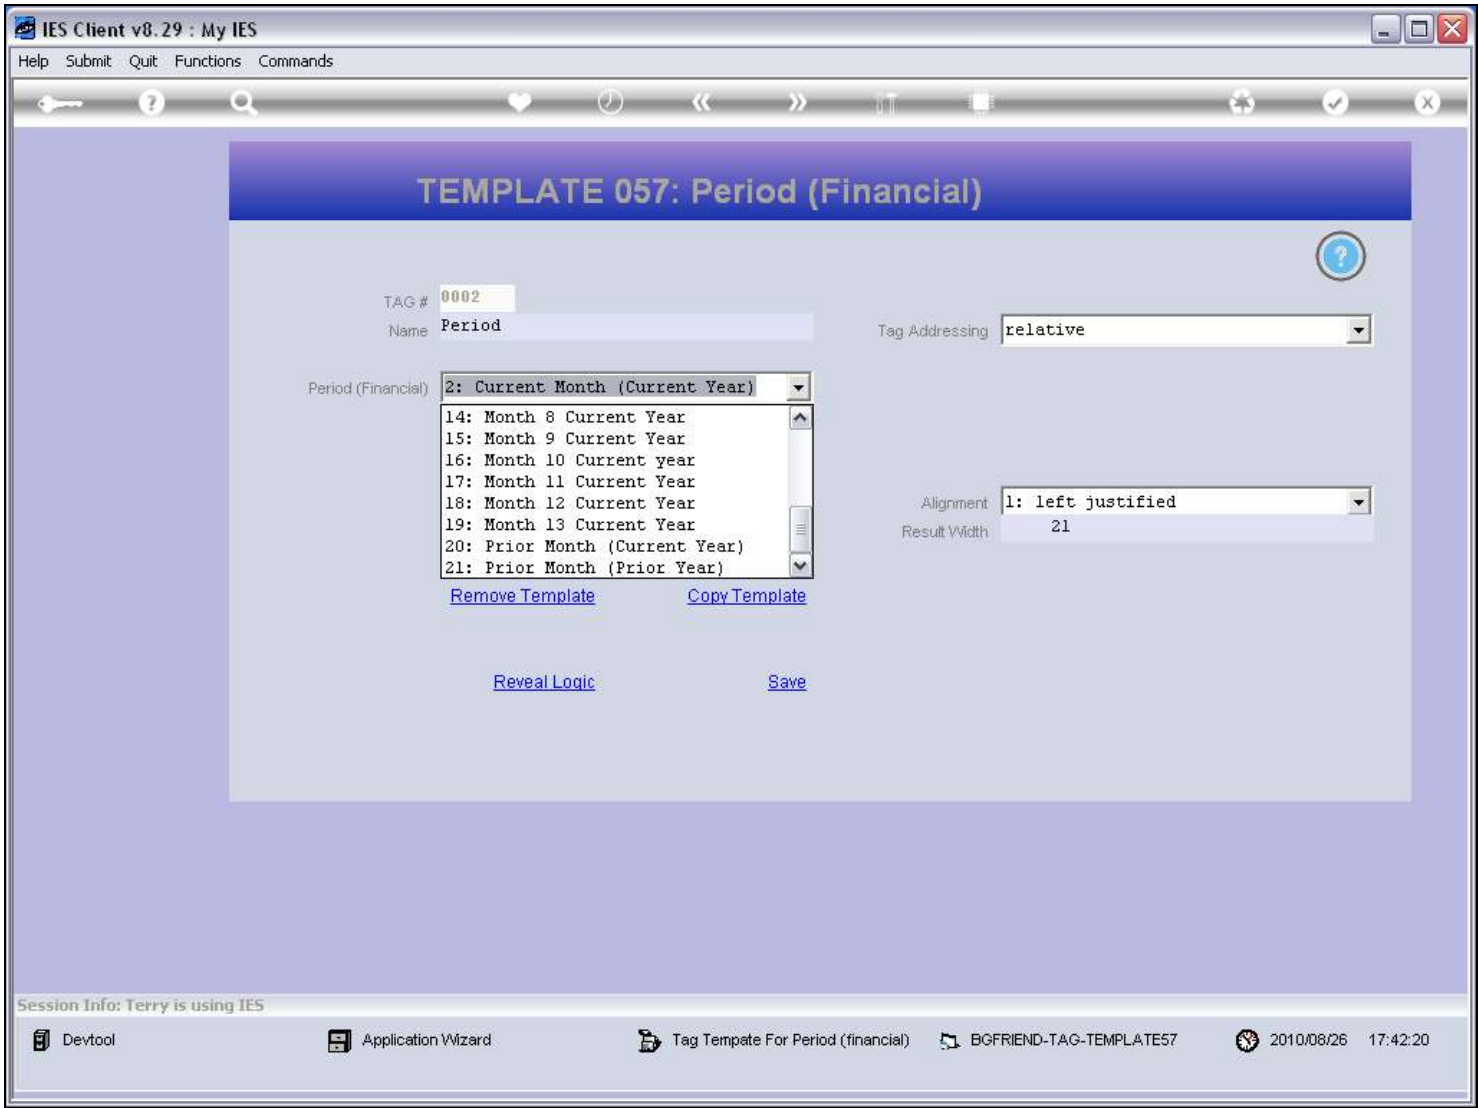 IES Client v8.29 : My IES
Help Submit Quit Functions Commands
TEMPLATE 057: Period (Financial)
TAG # 0002
Name Period
Tag Addressing relative
Period (Financial) 2: Current Month (Current Year)
14: Month 8 Current Year
15: Month 9 Current Year
16: Month 10 Current year
17: Month 11 Current Year
18: Month 12 Current Year
19: Month 13 Current Year
20: Prior Month (Current Year)
21: Prior Month (Prior Year)
Alignment 1: left justified
Result Width 21
Remove Template Copy Template
Reveal Logic Save
Session Info: Terry is using IES
Devtool Application Wizard Tag Tempate For Period (financial) BGFRIEND-TAG-TEMPLATE57 2010/08/26 17:42:20